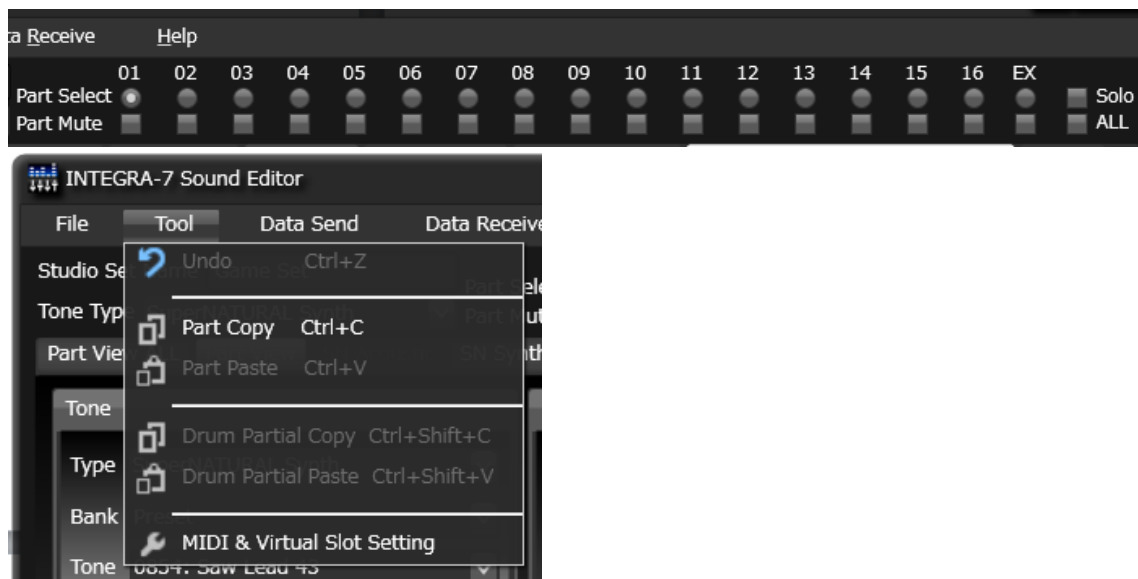 ta Receive Help
01 02 03 04 05 06 07 08 09 10 11 12 13 14 15 16 EX
Part Select Solo
Part Mute ALL
INTEGRA-7 Sound Editor
File Tool Data Send Data Receive
Undo Ctrl+Z
Studio Se
Part Copy Ctrl+C
Tone Typ
Part Vie
Part Paste Ctrl+V
Tone
Drum Partial Copy Ctrl+Shift+C
Type
Drum Partial Paste Ctrl+Shift+V
Bank Preset
MIDI & Virtual Slot Setting
Tone 0854: Saw Lead 43